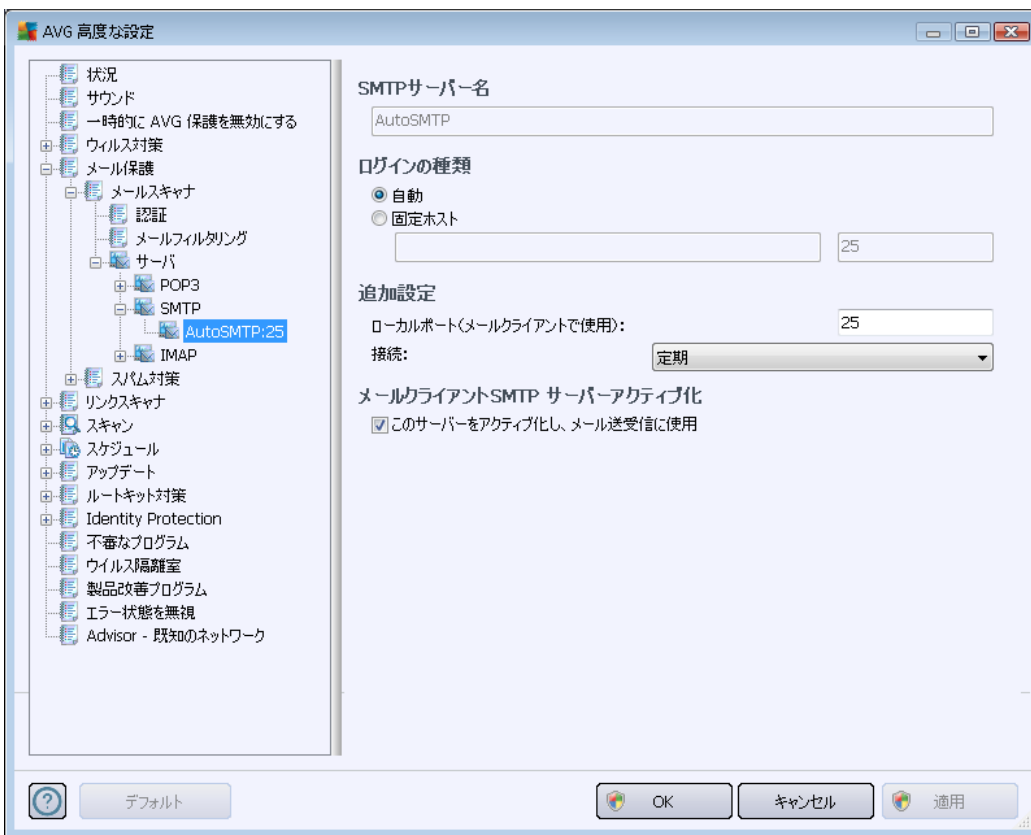 AVG 高度な設定
状況
サウンド
一時的に AVG 保護を無効にする
ウィルス対策
メール保護
メールスキャナ
認証
メールフィルタリング
サーバ
POP3
SMTP
AutoSMTP:25
IMAP
スパム対策
リンクスキャナ
スキャン
スケジュール
アップデート
ルートキット対策
Identity Protection
不審なプログラム
ウイルス隔離室
製品改善プログラム
エラー状態を無視
Advisor - 既知のネットワーク
SMTPサーバー名
AutoSMTP
ログインの種類
自動
固定ホスト
25
追加設定
ローカルポート(メールクライアントで使用): 25
接続: 定期
メールクライアントSMTP サーバーアクティブ化
このサーバーをアクティブ化し、メール送受信に使用
? デフォルト OK キャンセル 適用